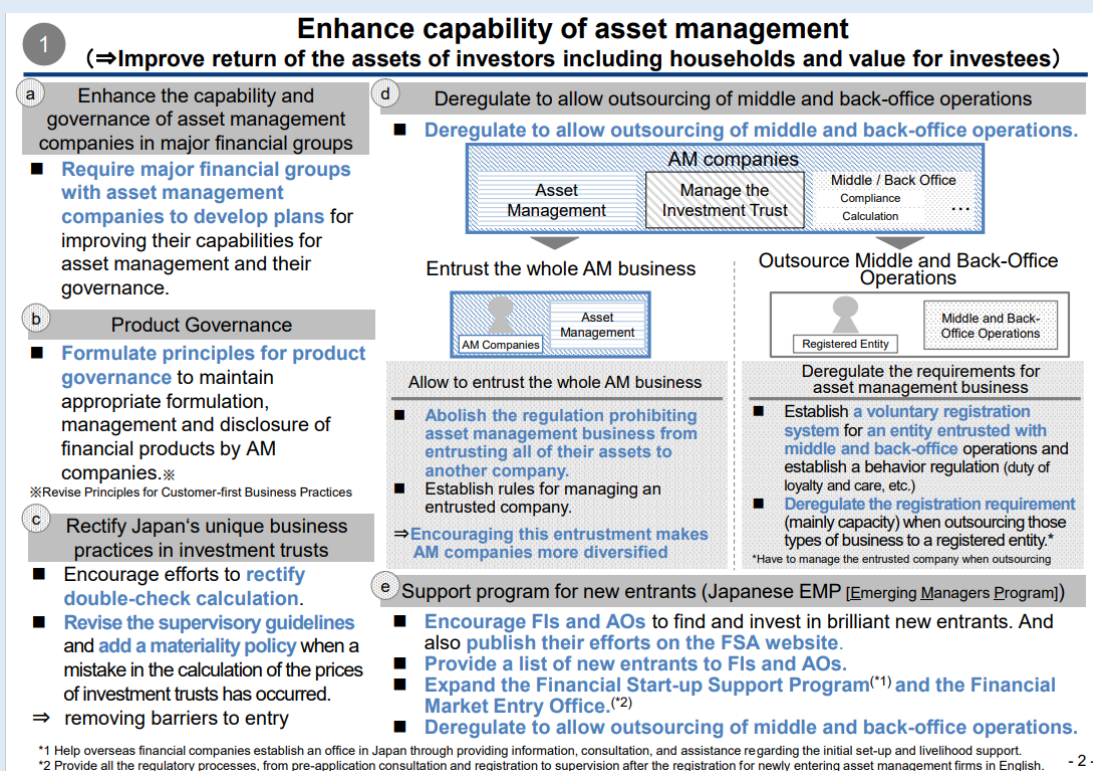 1
Enhance capability of asset management
(⇒Improve return of the assets of investors including households and value for investees)
a
Enhance the capability and
governance of asset management
companies in major financial groups
■ Require major financial groups
with asset management
companies to develop plans for
improving their capabilities for
asset management and their
governance.
b
Product Governance
■ Formulate principles for product
governance to maintain
appropriate formulation,
management and disclosure of
financial products by AM
companies.※
※Revise Principles for Customer-first Business Practices
c
Rectify Japan‘s unique business
practices in investment trusts
■ Encourage efforts to rectify
double-check calculation.
■ Revise the supervisory guidelines
and add a materiality policy when a
mistake in the calculation of the prices
of investment trusts has occurred.
⇒ removing barriers to entry
d
Deregulate to allow outsourcing of middle and back-office operations
■ Deregulate to allow outsourcing of middle and back-office operations.
AM companies
Asset
Management
Manage the
Investment Trust
Middle / Back Office
Compliance
Calculation
…
Entrust the whole AM business
AM Companies
Asset
Management
Allow to entrust the whole AM business
■ Abolish the regulation prohibiting
asset management business from
entrusting all of their assets to
another company.
■ Establish rules for managing an
entrusted company.
⇒Encouraging this entrustment makes
AM companies more diversified
Outsource Middle and Back-Office
Operations
Registered Entity
Middle and Back-
Office Operations
Deregulate the requirements for
asset management business
■ Establish a voluntary registration
system for an entity entrusted with
middle and back-office operations and
establish a behavior regulation (duty of
loyalty and care, etc.)
■ Deregulate the registration requirement
(mainly capacity) when outsourcing those
types of business to a registered entity.*
*Have to manage the entrusted company when outsourcing
e
Support program for new entrants (Japanese EMP [Emerging Managers Program])
■ Encourage FIs and AOs to find and invest in brilliant new entrants. And
also publish their efforts on the FSA website.
■ Provide a list of new entrants to FIs and AOs.
■ Expand the Financial Start-up Support Program(*1) and the Financial
Market Entry Office.(*2)
■ Deregulate to allow outsourcing of middle and back-office operations.
*1 Help overseas financial companies establish an office in Japan through providing information, consultation, and assistance regarding the initial set-up and livelihood support.
*2 Provide all the regulatory processes, from pre-application consultation and registration to supervision after the registration for newly entering asset management firms in English.
- 2 -